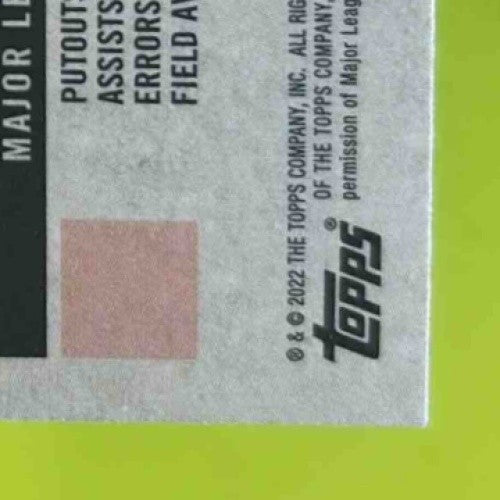 MAJOR LE
PUTOUTS
ASSISTS
ERRORS
FIELD AV
® & © 2022 THE TOPPS COMPANY, INC. ALL RIG
OF THE TOPPS COMPANY,
permission of Major Leag
topps®